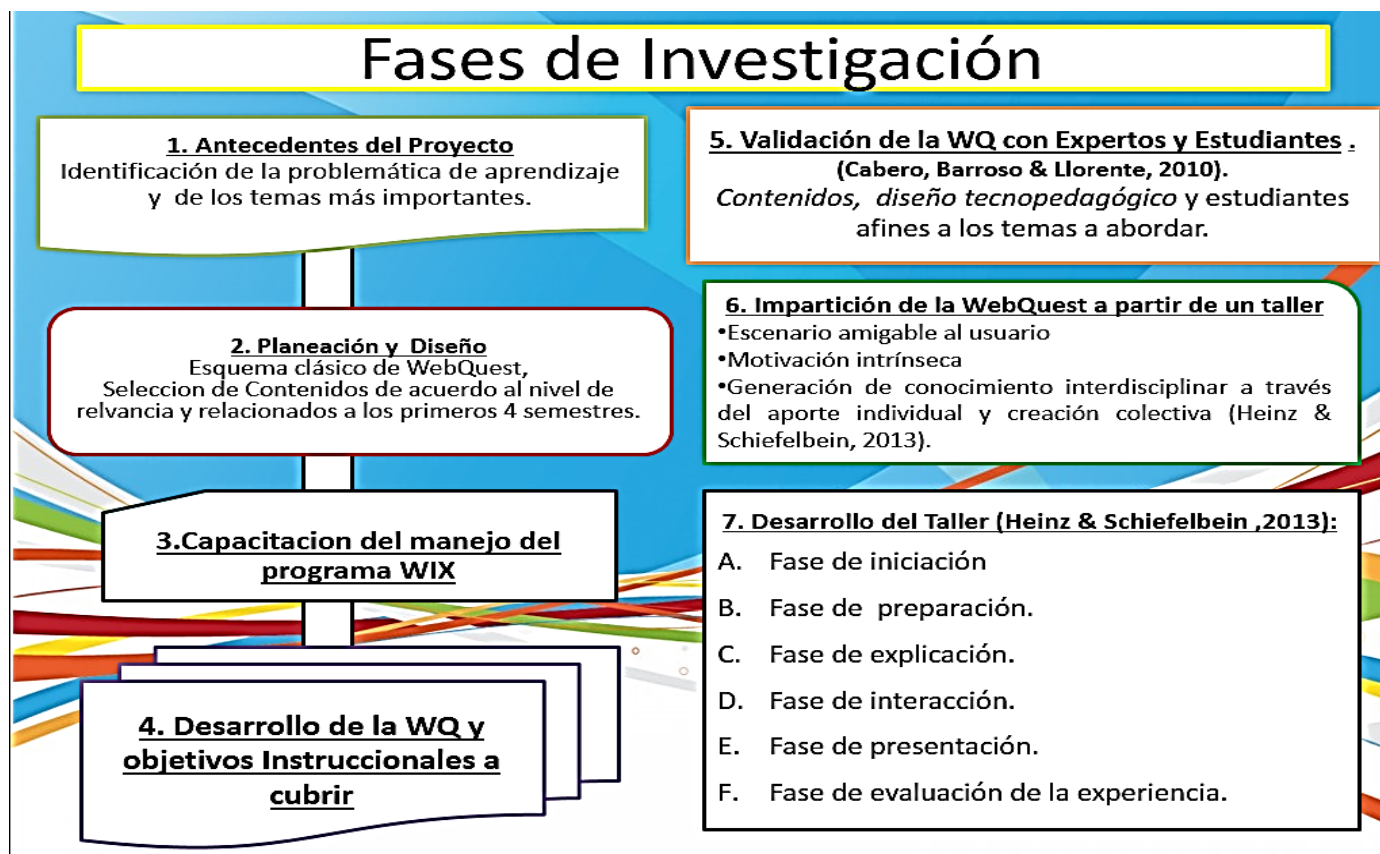 Fases de Investigación
1. Antecedentes del Proyecto
Identificación de la problemática de aprendizaje
y de los temas más importantes.
2. Planeación y Diseño
Esquema clásico de WebQuest,
Seleccion de Contenidos de acuerdo al nivel de
relvancia y relacionados a los primeros 4 semestres.
3.Capacitacion del manejo del
programa WIX
4. Desarrollo de la WQ y
objetivos Instruccionales a
cubrir
5. Validación de la WQ con Expertos y Estudiantes .
(Cabero, Barroso & Llorente, 2010).
Contenidos, diseño tecnopedagógico y estudiantes
afines a los temas a abordar.
6. Impartición de la WebQuest a partir de un taller
•Escenario amigable al usuario
•Motivación intrínseca
•Generación de conocimiento interdisciplinar a través
del aporte individual y creación colectiva (Heinz &
Schiefelbein, 2013).
7. Desarrollo del Taller (Heinz & Schiefelbein ,2013):
A. Fase de iniciación
B. Fase de preparación.
C. Fase de explicación.
D. Fase de interacción.
E. Fase de presentación.
F. Fase de evaluación de la experiencia.